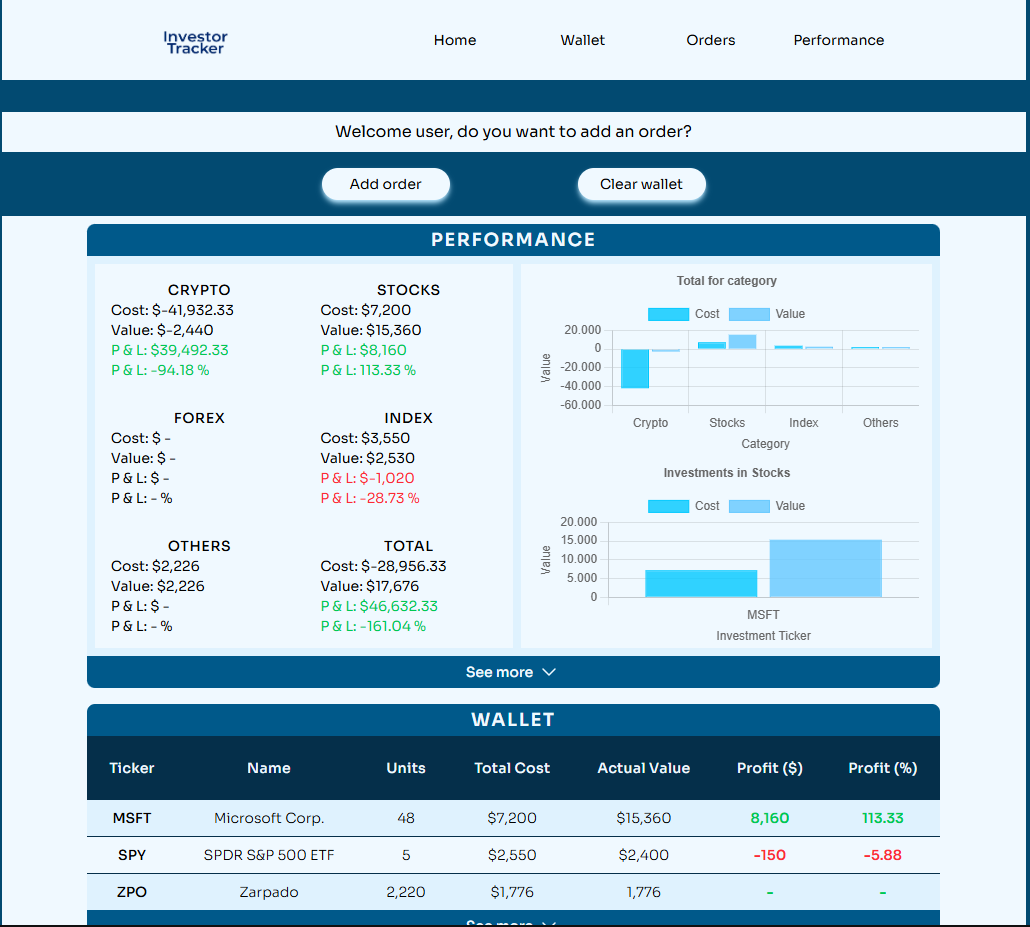 Investor
Tracker
Home Wallet Orders Performance
Welcome user, do you want to add an order?
Add order Clear wallet
PERFORMANCE
CRYPTO
Cost: $-41,932.33
Value: $-2,440
P & L: $39,492.33
P & L: -94.18 %
STOCKS
Cost: $7,200
Value: $15,360
P & L: $8,160
P & L: 113.33 %
FOREX
Cost: $ -
Value: $ -
P & L: $ -
P & L: - %
INDEX
Cost: $3,550
Value: $2,530
P & L: $-1,020
P & L: -28.73 %
OTHERS
Cost: $2,226
Value: $2,226
P & L: $ -
P & L: - %
TOTAL
Cost: $-28,956.33
Value: $17,676
P & L: $46,632.33
P & L: -161.04 %
Total for category
Cost Value
Value
20.000
0
-20.000
-40.000
-60.000
Crypto Stocks Index Others
Category
Investments in Stocks
Cost Value
Value
20.000
15.000
10.000
5.000
0
MSFT
Investment Ticker
See more
WALLET
Ticker Name Units Total Cost Actual Value Profit ($) Profit (%)
MSFT Microsoft Corp. 48 $7,200 $15,360 8,160 113.33
SPY SPDR S&P 500 ETF 5 $2,550 $2,400 -150 -5.88
ZPO Zarpado 2,220 $1,776 1,776 - -
See more